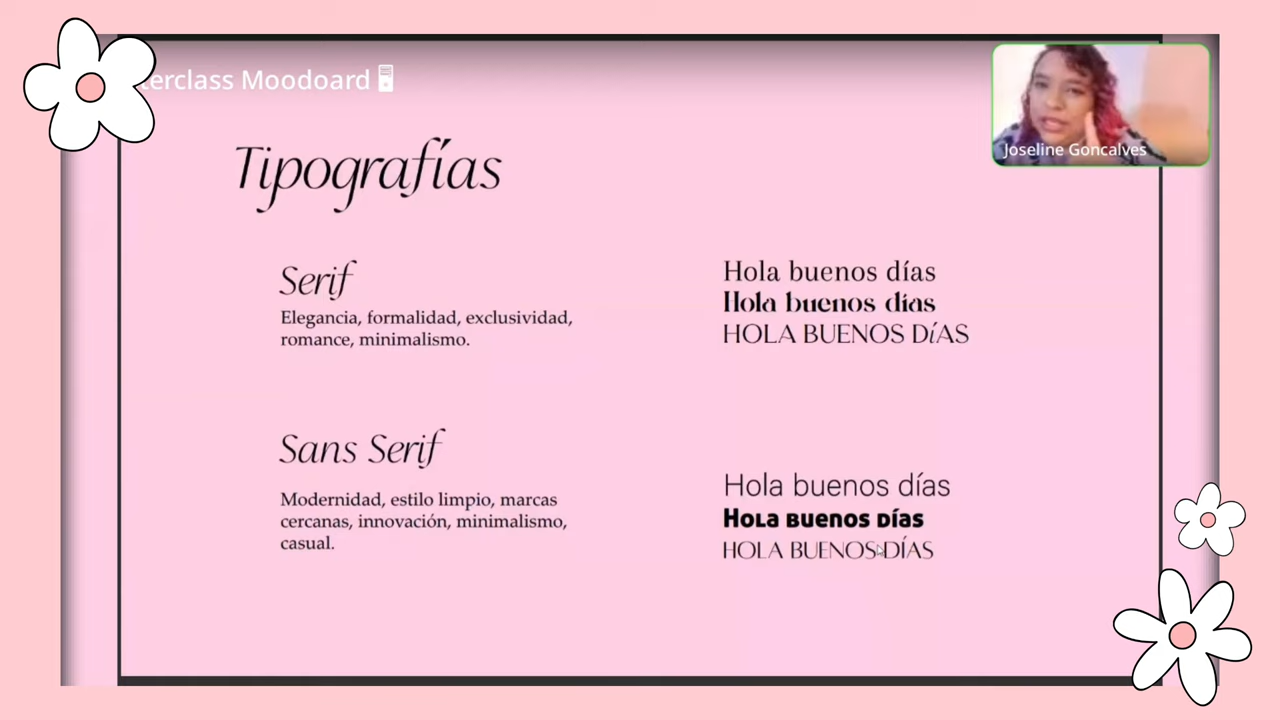 terclass Moodoard
Joseline Goncalves
Tipografías
Serif
Elegancia, formalidad, exclusividad,
romance, minimalismo.
Hola buenos días
Hola buenos días
HOLA BUENOS DíAS
Sans Serif
Modernidad, estilo limpio, marcas
cercanas, innovación, minimalismo,
casual.
Hola buenos días
Hola buenos días
HOLA BUENOS DÍAS